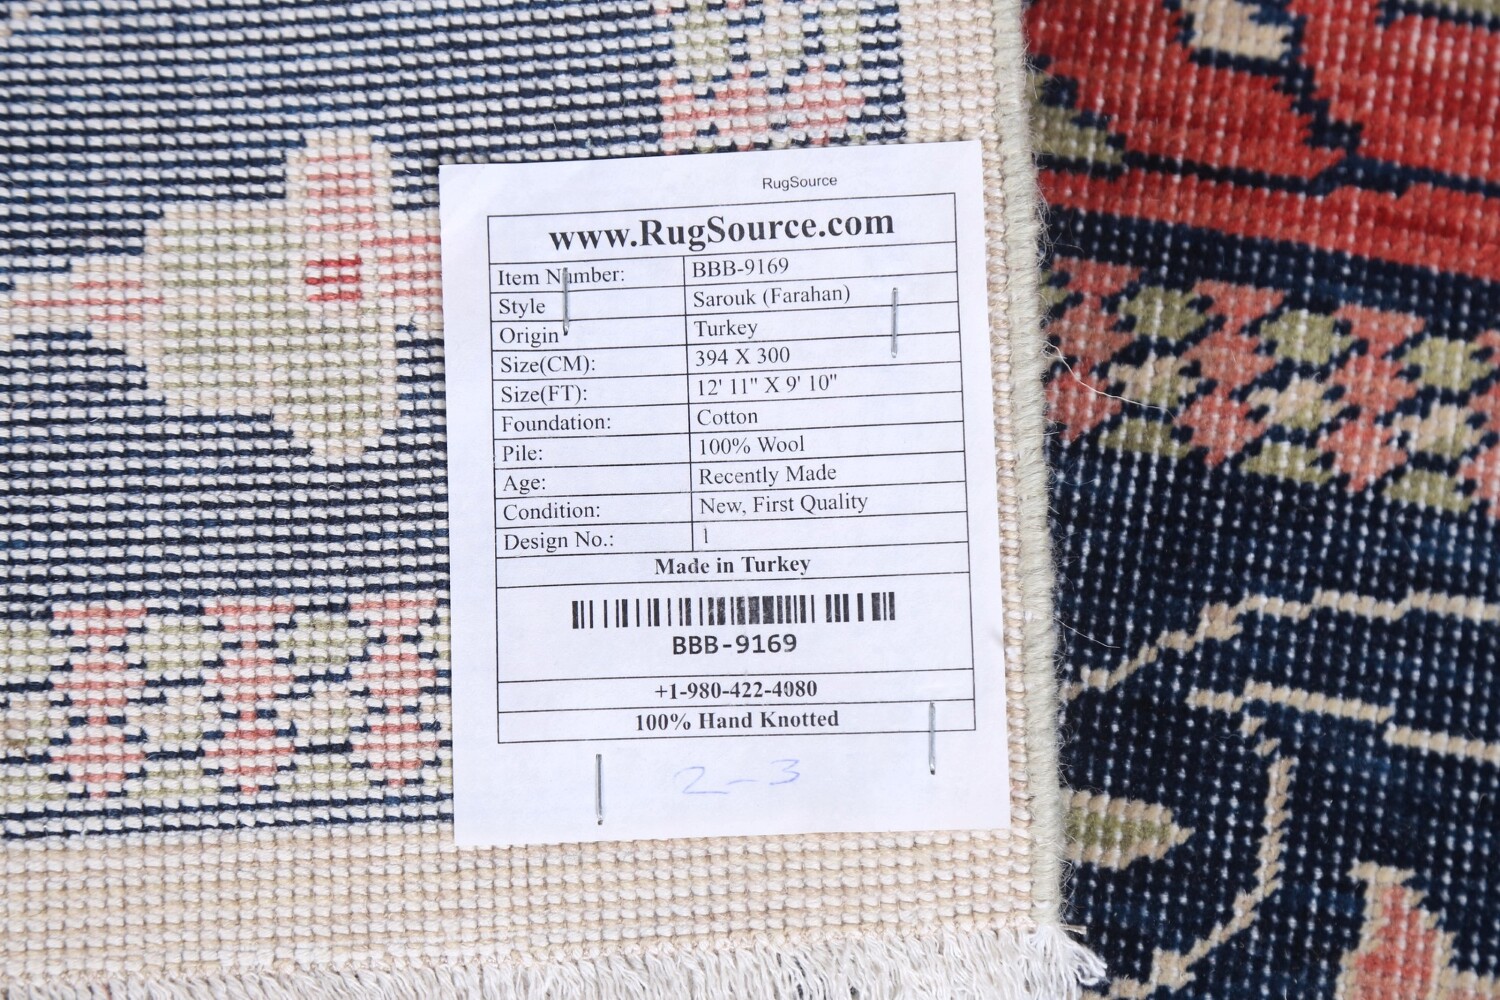 RugSource
www.RugSource.com
Item Number: BBB-9169
Style Sarouk (Farahan)
Origin Turkey
Size(CM): 394 X 300
Size(FT): 12' 11" X 9' 10"
Foundation: Cotton
Pile: 100% Wool
Age: Recently Made
Condition: New, First Quality
Design No.: 1
Made in Turkey
BBB-9169
+1-980-422-4080
100% Hand Knotted
2-3